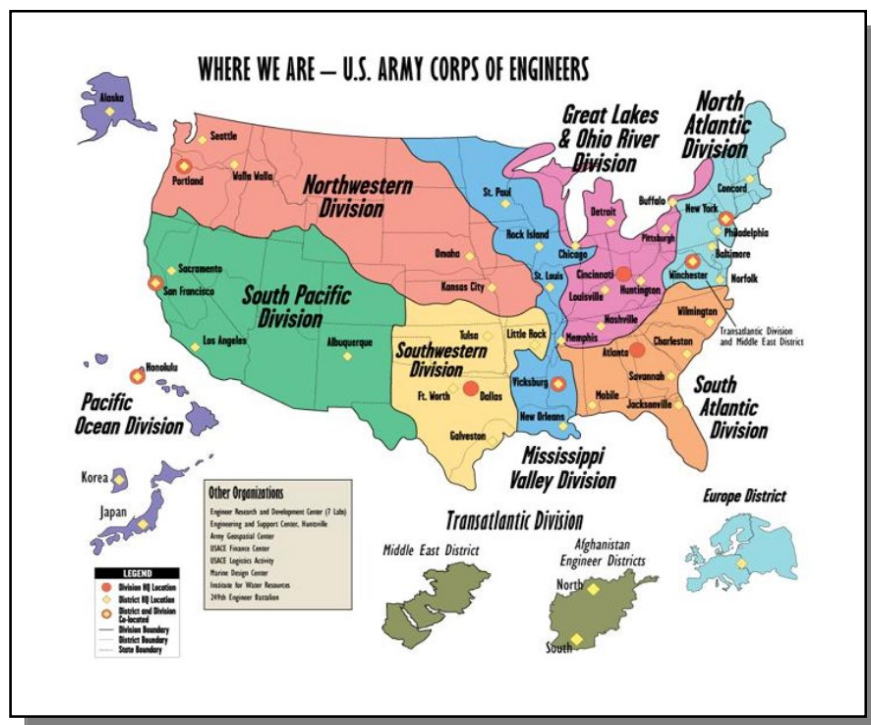 WHERE WE ARE – U.S. ARMY CORPS OF ENGINEERS
Alaska
Seattle
Portland
Walla Walla
Northwestern
Division
Omaha
Kansas City
St. Paul
Rock Island
St. Louis
Great Lakes
& Ohio River
Division
Detroit
Buffalo
Chicago
Pittsburgh
Cincinnati
Louisville
Huntington
Nashville
North
Atlantic
Division
Concord
New York
Philadelphia
Baltimore
Winchester
Norfolk
Transatlantic Division
and Middle East District
Sacramento
San Francisco
South Pacific
Division
Los Angeles
Albuquerque
Tulsa
Little Rock
Southwestern
Division
Ft. Worth
Dallas
Galveston
Memphis
Vicksburg
New Orleans
Mississippi
Valley Division
Wilmington
Atlanta
Charleston
Savannah
Mobile
Jacksonville
South
Atlantic
Division
Honolulu
Pacific
Ocean Division
Korea
Japan
Other Organizations
Engineer Research and Development Center (7 Labs)
Engineering and Support Center, Huntsville
Army Geospatial Center
USACE Finance Center
USACE Logistics Activity
Marine Design Center
Institute for Water Resources
249th Engineer Battalion
LEGEND
Division HQ Location
District HQ Location
District and Division
Co-located
Division Boundary
District Boundary
State Boundary
Transatlantic Division
Middle East District
Afghanistan
Engineer Districts
North
South
Europe District